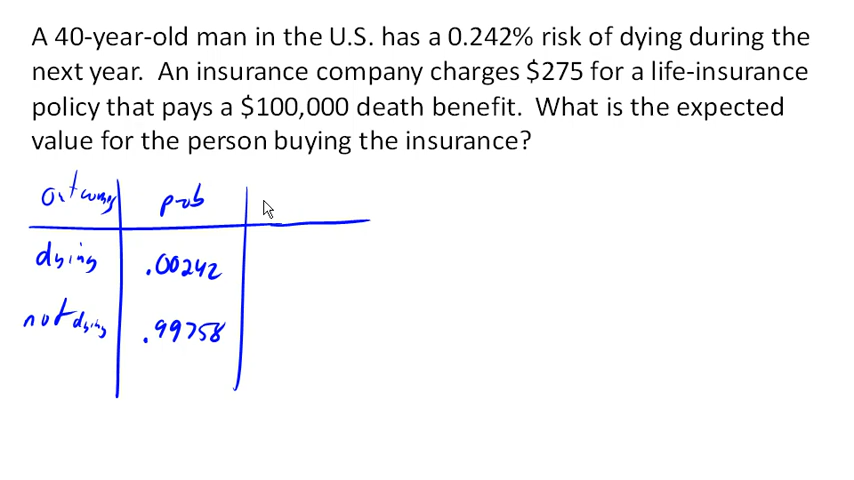 A 40-year-old man in the U.S. has a 0.242% risk of dying during the
next year. An insurance company charges $275 for a life-insurance
policy that pays a $100,000 death benefit. What is the expected
value for the person buying the insurance?
outcomes prob
dying .00242
not dying .99758